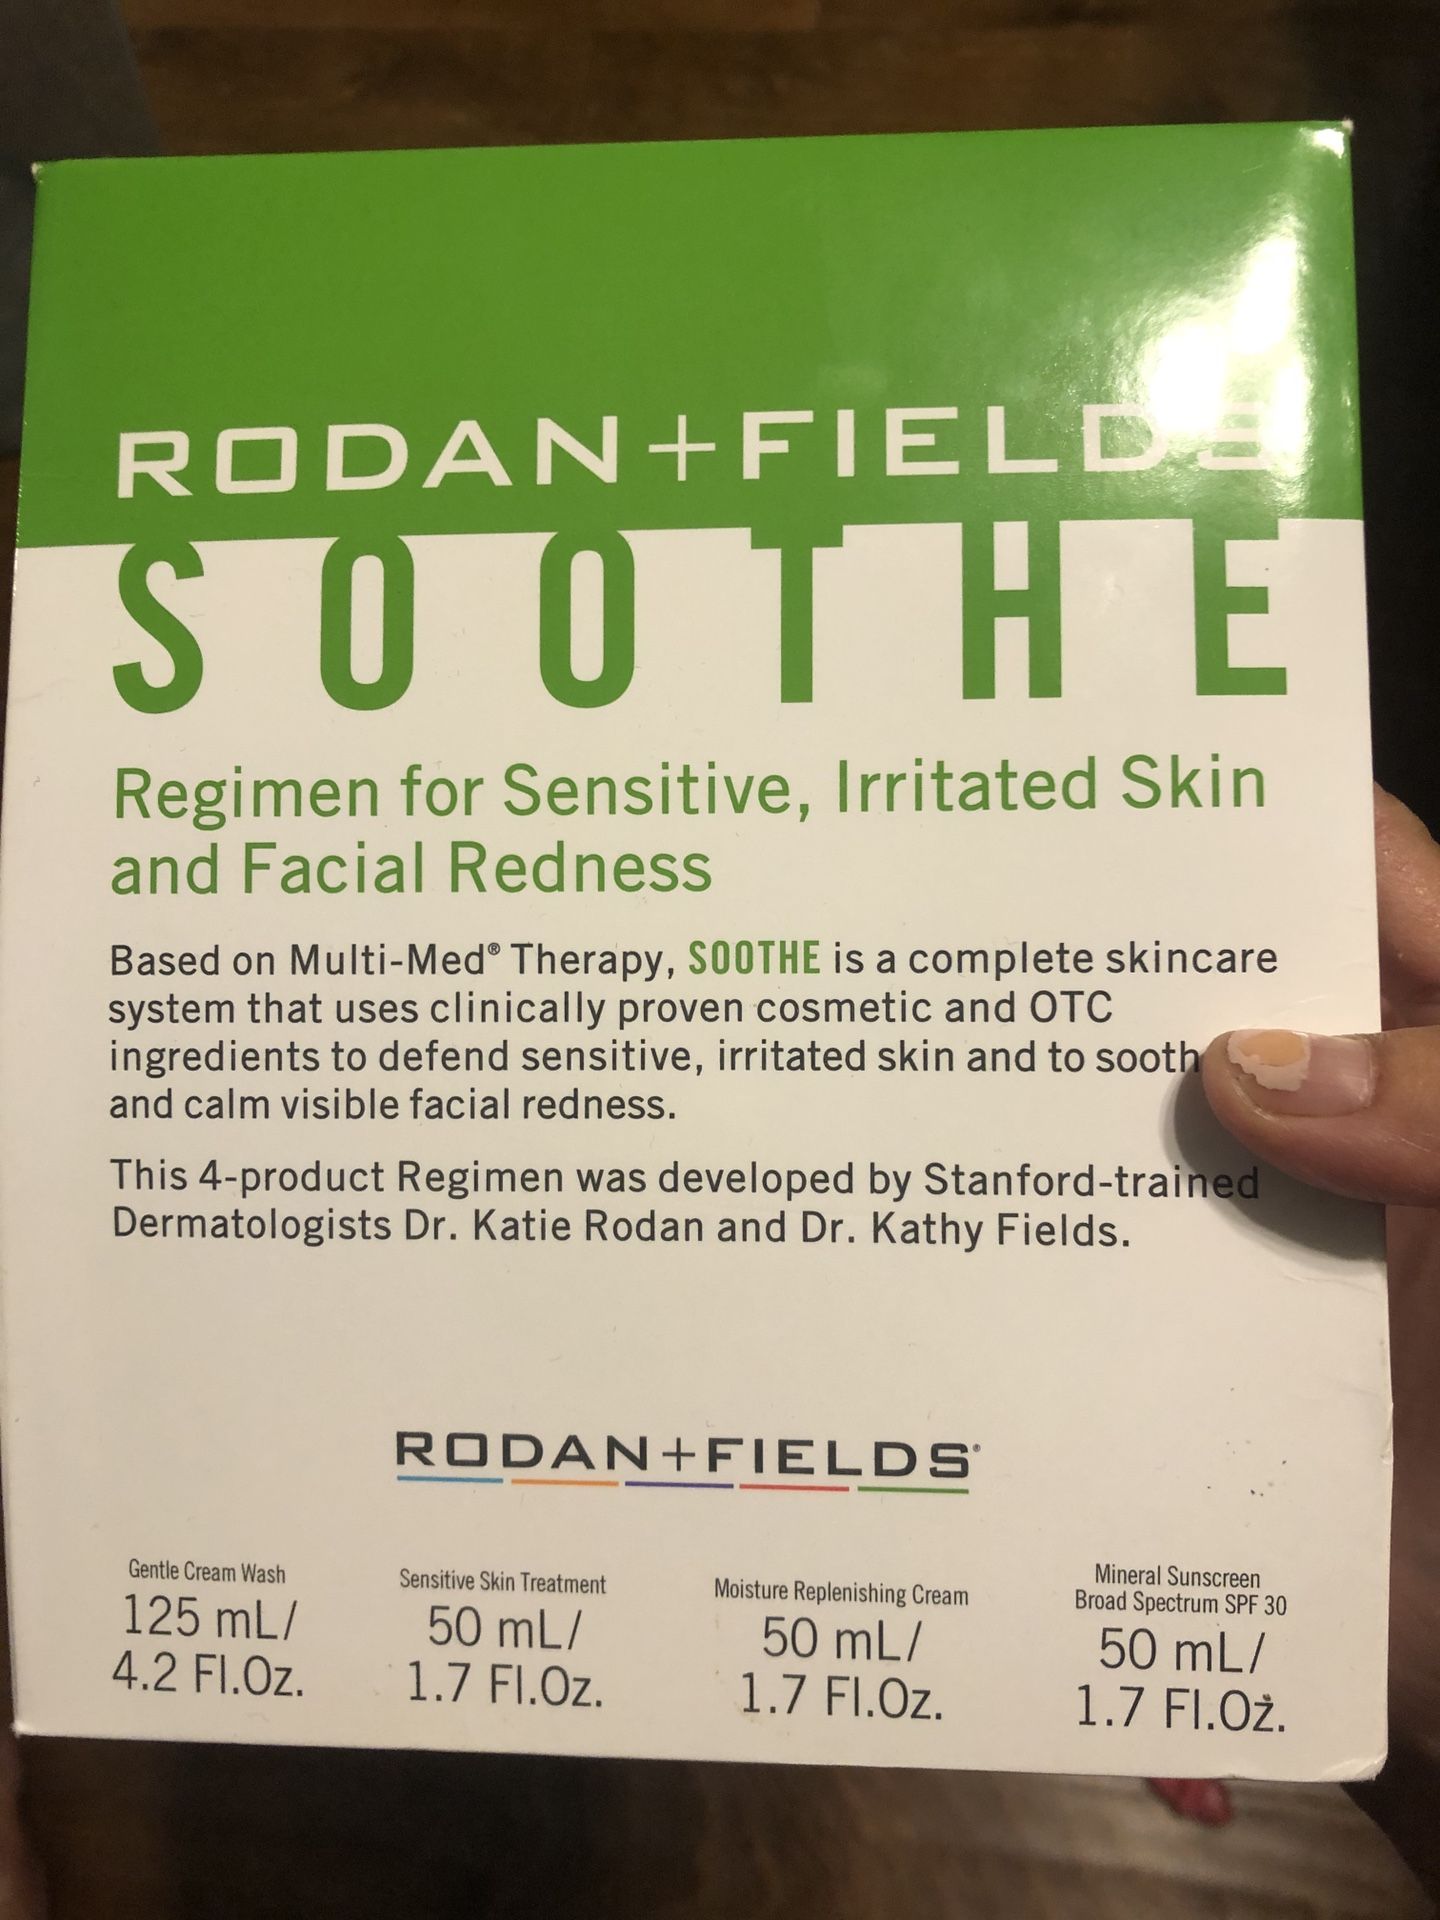 RODAN+FIELDS
SOOTHE
Regimen for Sensitive, Irritated Skin
and Facial Redness
Based on Multi-Med® Therapy, SOOTHE is a complete skincare
system that uses clinically proven cosmetic and OTC
ingredients to defend sensitive, irritated skin and to sooth
and calm visible facial redness.
This 4-product Regimen was developed by Stanford-trained
Dermatologists Dr. Katie Rodan and Dr. Kathy Fields.
RODAN+FIELDS®
Gentle Cream Wash
125 mL/
4.2 Fl.Oz.
Sensitive Skin Treatment
50 mL/
1.7 Fl.Oz.
Moisture Replenishing Cream
50 mL/
1.7 Fl.Oz.
Mineral Sunscreen
Broad Spectrum SPF 30
50 mL/
1.7 Fl.Oz.